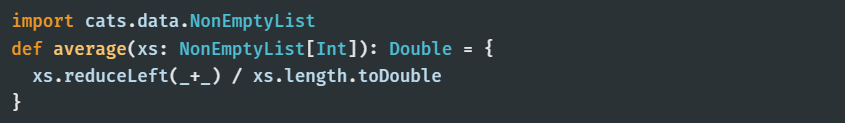 import cats.data.NonEmptyList
def average(xs: NonEmptyList[Int]): Double = {
  xs.reduceLeft(_+_) / xs.length.toDouble
}